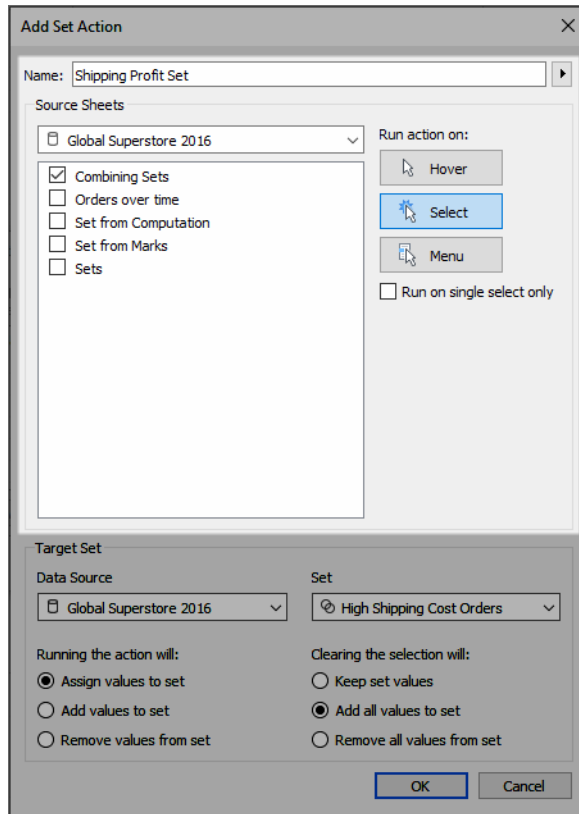 Add Set Action
Name: Shipping Profit Set
Source Sheets
Global Superstore 2016
Run action on:
Combining Sets
Orders over time
Set from Computation
Set from Marks
Sets
Hover
Select
Menu
Run on single select only
Target Set
Data Source
Set
Global Superstore 2016
High Shipping Cost Orders
Running the action will:
Clearing the selection will:
Assign values to set
Keep set values
Add values to set
Add all values to set
Remove values from set
Remove all values from set
OK
Cancel